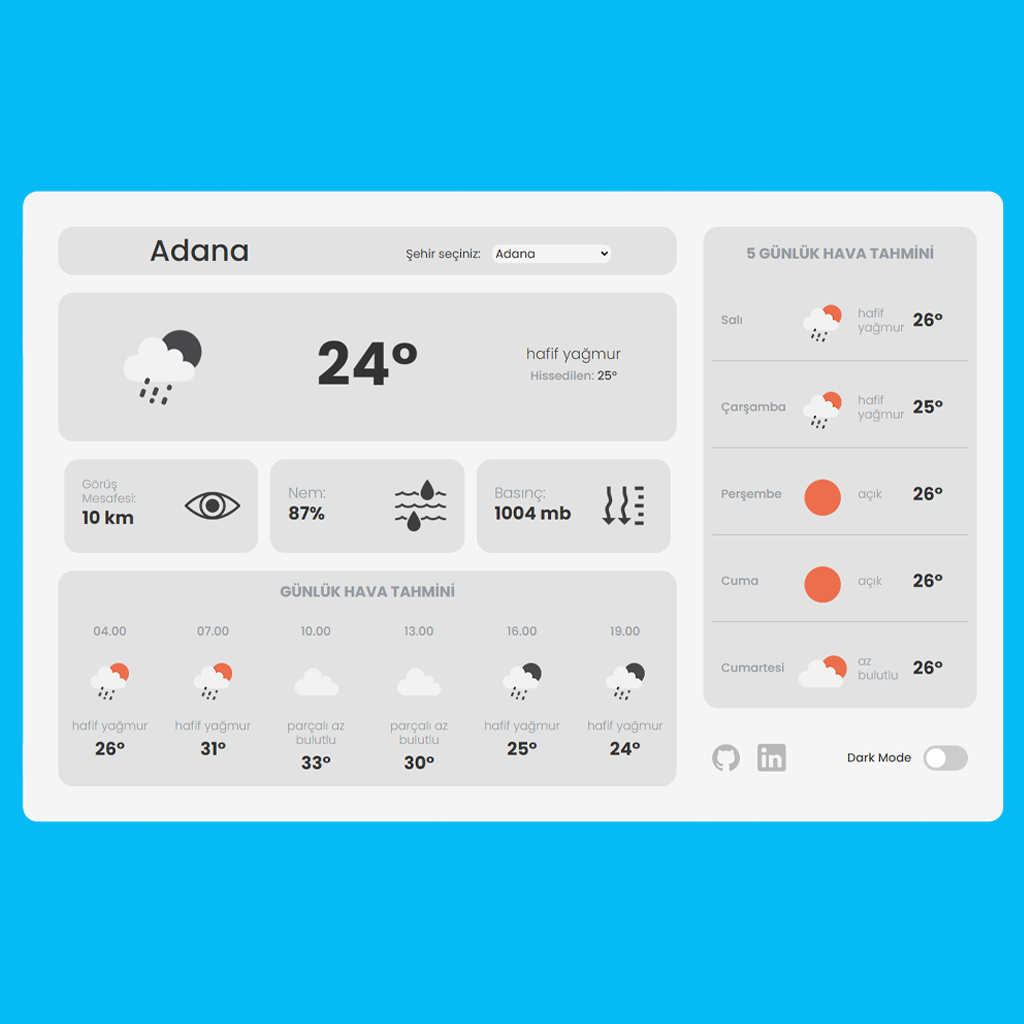 Adana
Şehir seçiniz: Adana
24°
hafif yağmur
Hissedilen: 25°
Görüş
Mesafesi:
10 km
Nem:
87%
Basınç:
1004 mb
GÜNLÜK HAVA TAHMİNİ
04.00 07.00 10.00 13.00 16.00 19.00
hafif yağmur hafif yağmur parçalı az parçalı az hafif yağmur hafif yağmur
bulutlu bulutlu
26° 31° 33° 30° 25° 24°
5 GÜNLÜK HAVA TAHMİNİ
Salı hafif yağmur 26°
Çarşamba hafif yağmur 25°
Perşembe açık 26°
Cuma açık 26°
Cumartesi az bulutlu 26°
in
Dark Mode